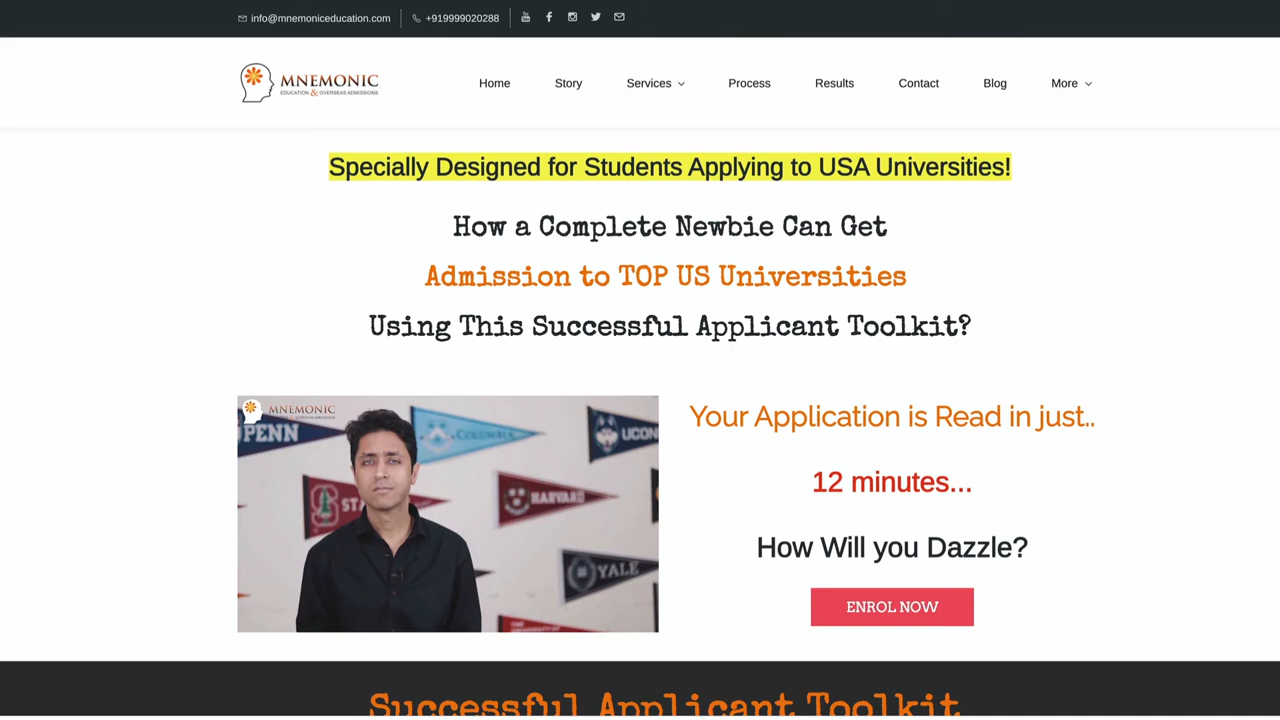 info@mnemoniceducation.com
+919999020288
MNEMONIC
EDUCATION & OVERSEAS ADMISSIONS
Home
Story
Services
Process
Results
Contact
Blog
More
Specially Designed for Students Applying to USA Universities!
How a Complete Newbie Can Get
Admission to TOP US Universities
Using This Successful Applicant Toolkit?
MNEMONIC
PENN
COLUMBIA
UCON
STA
HARVARD
YALE
Your Application is Read in just..
12 minutes...
How Will you Dazzle?
ENROL NOW
Successful Applicant Toolkit